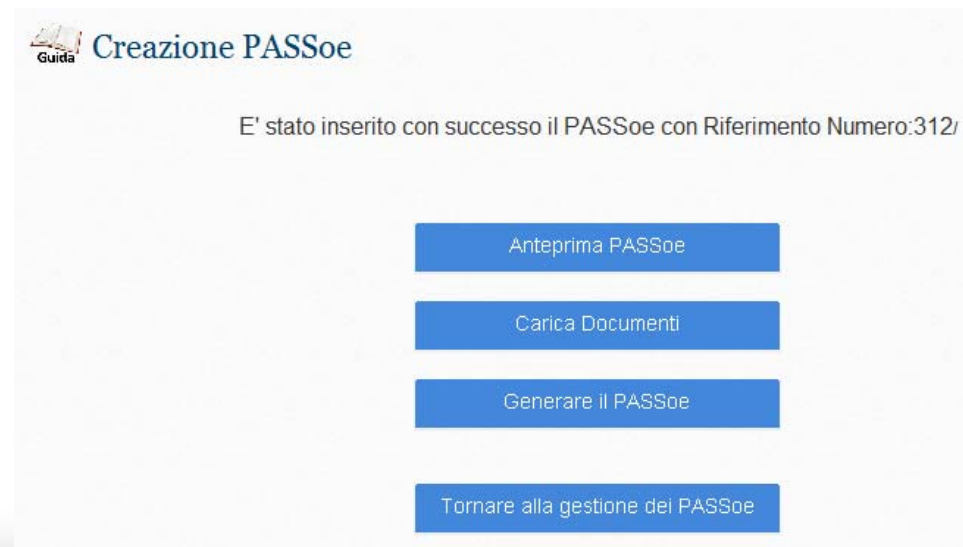 Guida
Creazione PASSoe
E' stato inserito con successo il PASSoe con Riferimento Numero:312/
Anteprima PASSoe
Carica Documenti
Generare il PASSoe
Tornare alla gestione dei PASSoe